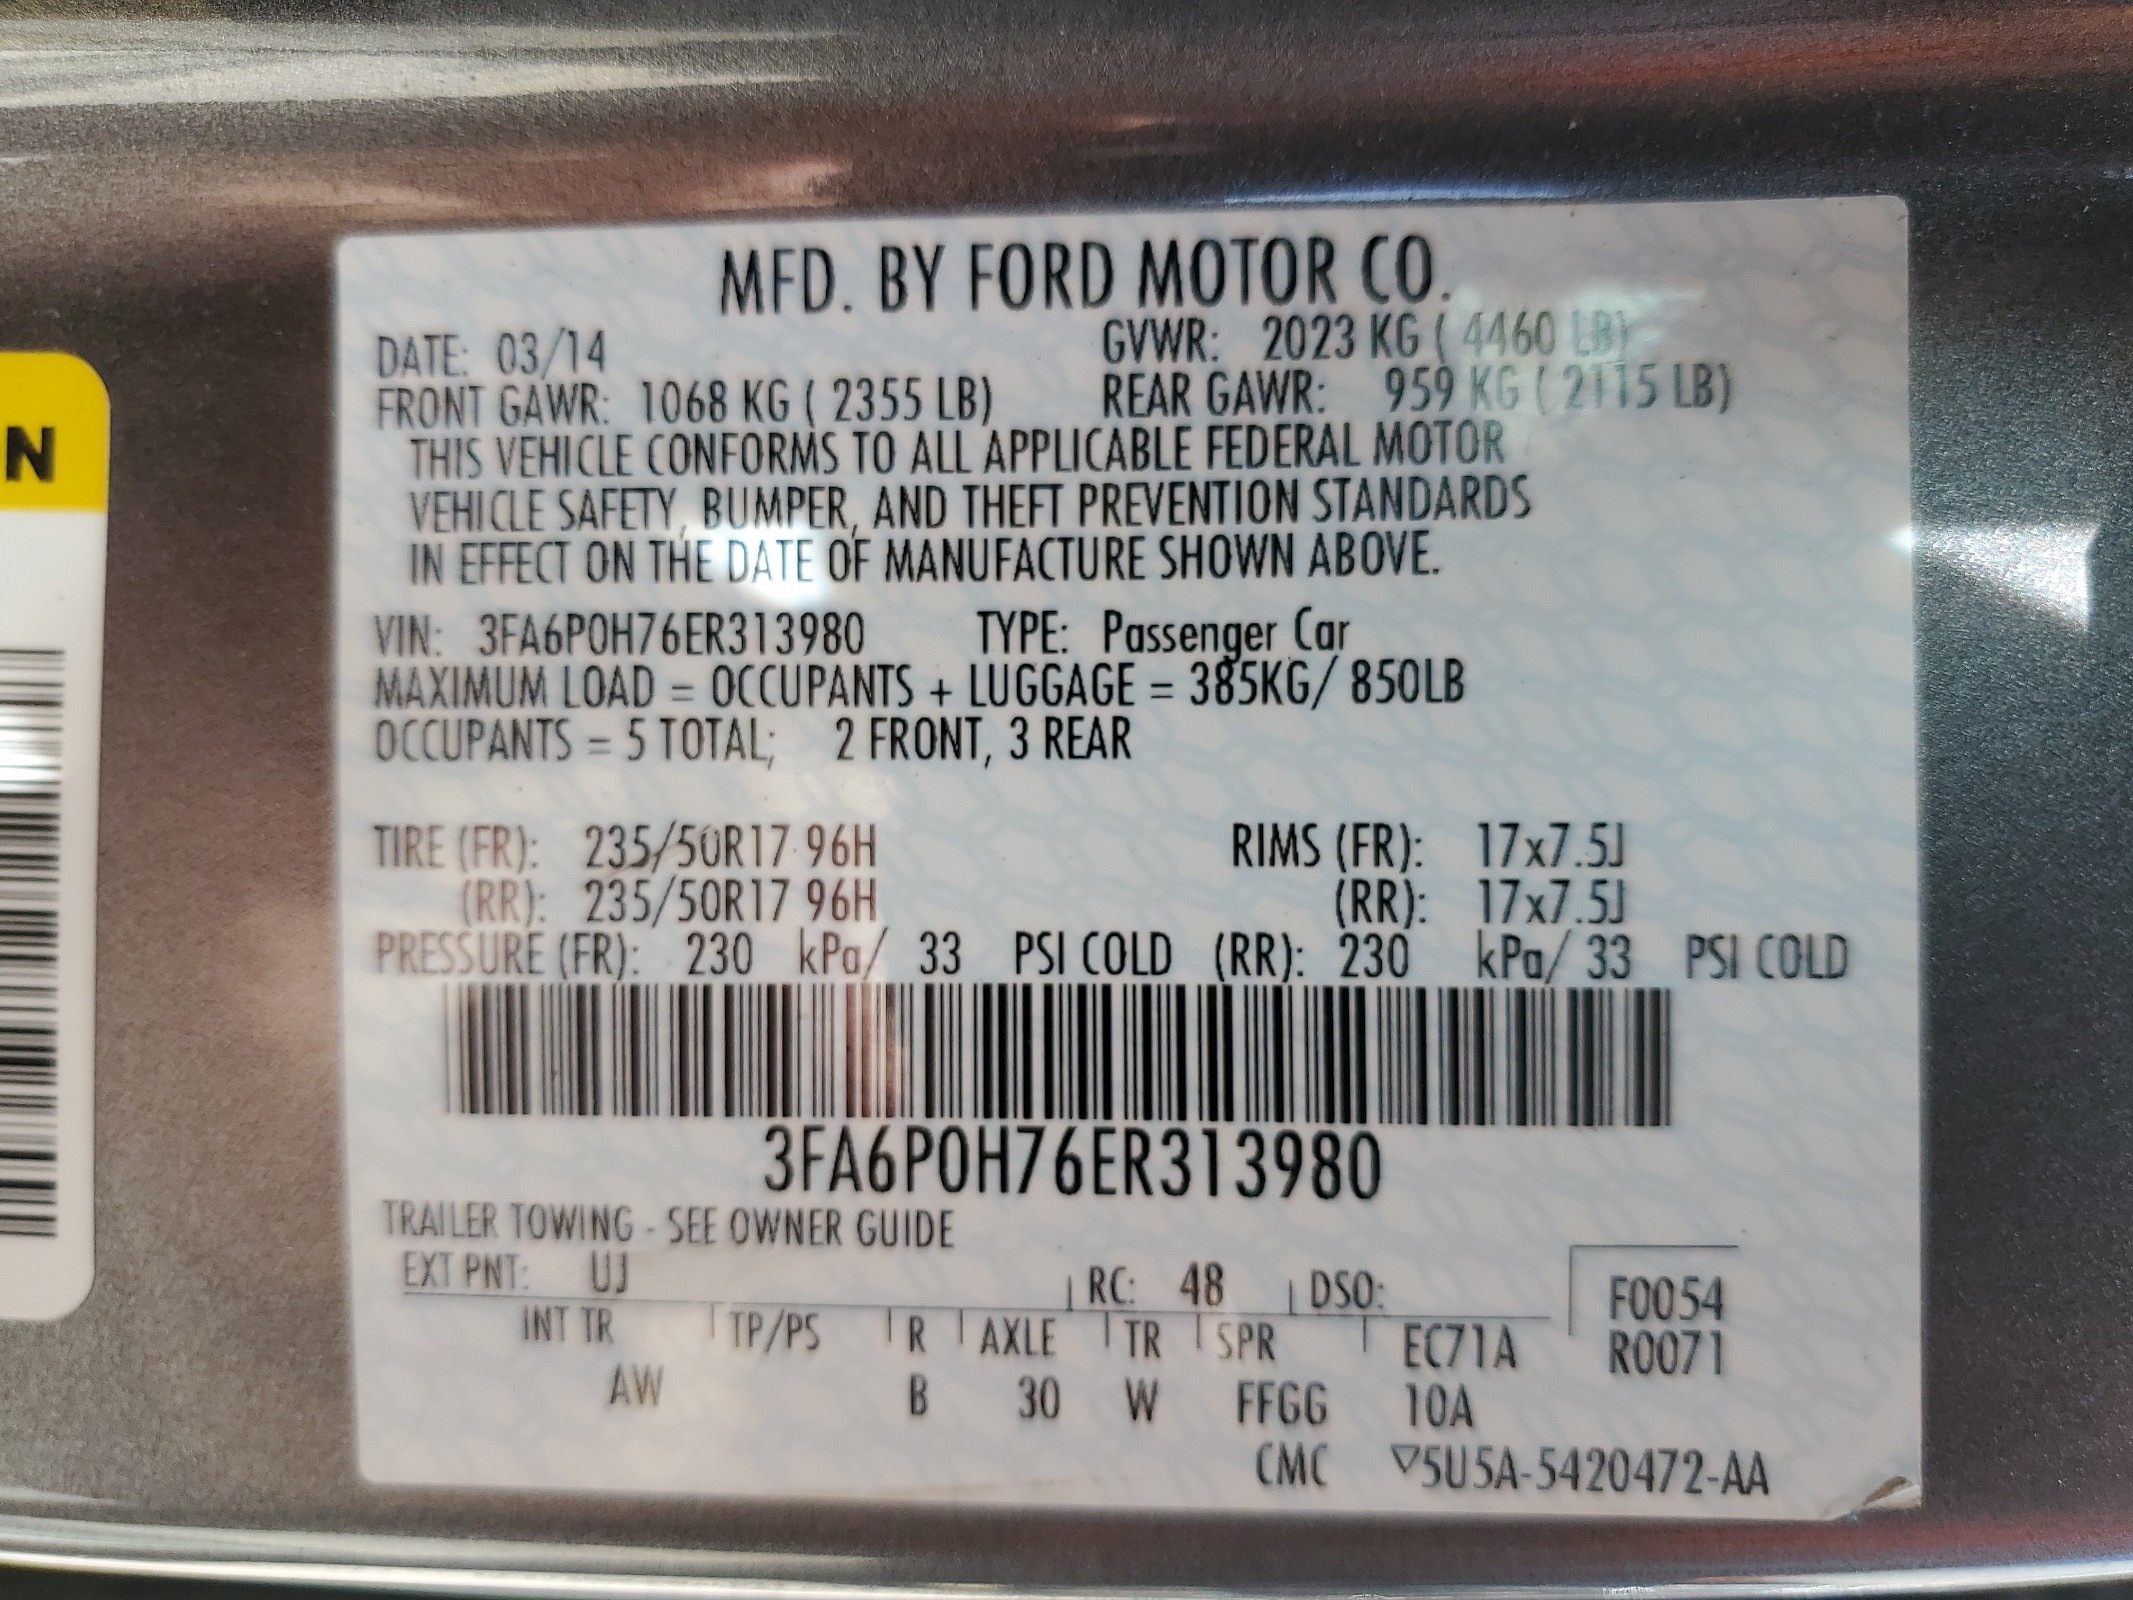 MFD. BY FORD MOTOR CO.
DATE: 03/14 GVWR: 2023 KG ( 4460 LB)
FRONT GAWR: 1068 KG ( 2355 LB) REAR GAWR: 959 KG ( 2115 LB)
THIS VEHICLE CONFORMS TO ALL APPLICABLE FEDERAL MOTOR
VEHICLE SAFETY, BUMPER, AND THEFT PREVENTION STANDARDS
IN EFFECT ON THE DATE OF MANUFACTURE SHOWN ABOVE.
VIN: 3FA6P0H76ER313980 TYPE: Passenger Car
MAXIMUM LOAD = OCCUPANTS + LUGGAGE = 385KG/ 850LB
OCCUPANTS = 5 TOTAL; 2 FRONT, 3 REAR
TIRE (FR): 235/50R17 96H RIMS (FR): 17x7.5J
(RR): 235/50R17 96H (RR): 17x7.5J
PRESSURE (FR): 230 kPa/ 33 PSI COLD (RR): 230 kPa/ 33 PSI COLD
3FA6P0H76ER313980
TRAILER TOWING - SEE OWNER GUIDE
EXT PNT: UJ RC: 48 DSO: F0054
INT TR TP/PS R AXLE TR SPR EC71A R0071
AW B 30 W FFGG 10A
CMC ▽5U5A-5420472-AA
N